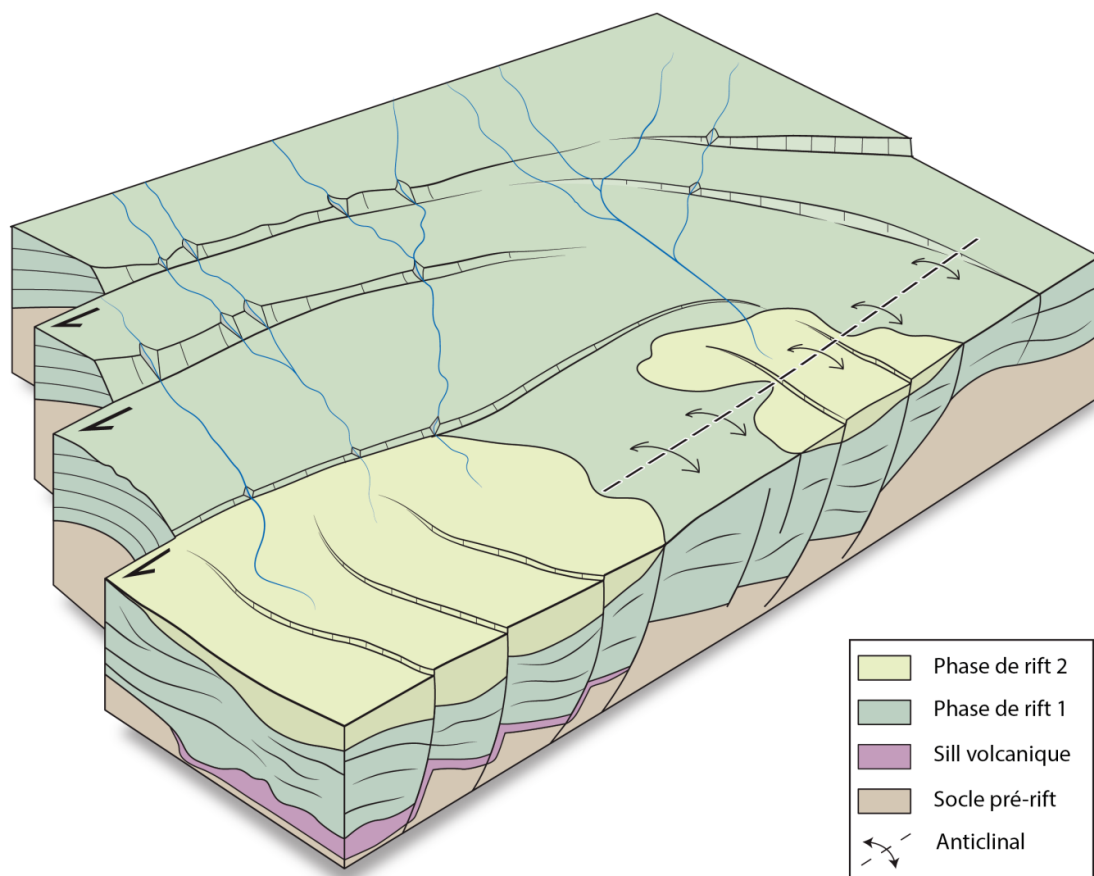 Phase de rift 2
Phase de rift 1
Sill volcanique
Socle pré-rift
Anticlinal